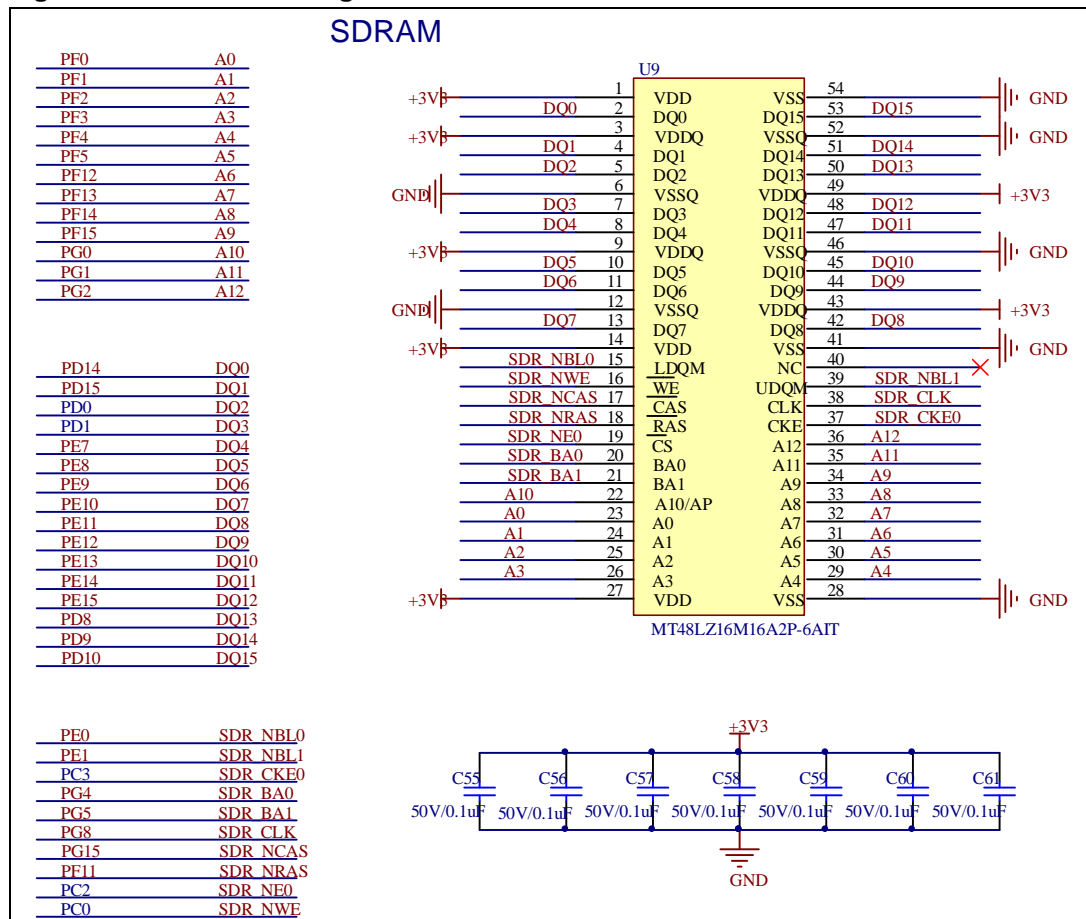 SDRAM
PF0 A0
PF1 A1
PF2 A2
PF3 A3
PF4 A4
PF5 A5
PF12 A6
PF13 A7
PF14 A8
PF15 A9
PG0 A10
PG1 A11
PG2 A12
PD14 DQ0
PD15 DQ1
PD0 DQ2
PD1 DQ3
PE7 DQ4
PE8 DQ5
PE9 DQ6
PE10 DQ7
PE11 DQ8
PE12 DQ9
PE13 DQ10
PE14 DQ11
PE15 DQ12
PD8 DQ13
PD9 DQ14
PD10 DQ15
PE0 SDR_NBL0
PE1 SDR_NBL1
PC3 SDR_CKE0
PG4 SDR_BA0
PG5 SDR_BA1
PG8 SDR_CLK
PG15 SDR_NCAS
PF11 SDR_NRAS
PC2 SDR_NE0
PC0 SDR_NWE
U9
+3V3 1 VDD VSS 54 GND
DQ0 2 DQ0 DQ15 53 DQ15
+3V3 3 VDDQ VSSQ 52 GND
DQ1 4 DQ1 DQ14 51 DQ14
DQ2 5 DQ2 DQ13 50 DQ13
GND 6 VSSQ VDDQ 49 +3V3
DQ3 7 DQ3 DQ12 48 DQ12
DQ4 8 DQ4 DQ11 47 DQ11
+3V3 9 VDDQ VSSQ 46 GND
DQ5 10 DQ5 DQ10 45 DQ10
DQ6 11 DQ6 DQ9 44 DQ9
GND 12 VSSQ VDDQ 43 +3V3
DQ7 13 DQ7 DQ8 42 DQ8
+3V3 14 VDD VSS 41 GND
SDR_NBL0 15 LDQM NC 40
SDR_NWE 16 WE UDQM 39 SDR_NBL1
SDR_NCAS 17 CAS CLK 38 SDR_CLK
SDR_NRAS 18 RAS CKE 37 SDR_CKE0
SDR_NE0 19 CS A12 36 A12
SDR_BA0 20 BA0 A11 35 A11
SDR_BA1 21 BA1 A9 34 A9
A10 22 A10/AP A8 33 A8
A0 23 A0 A7 32 A7
A1 24 A1 A6 31 A6
A2 25 A2 A5 30 A5
A3 26 A3 A4 29 A4
+3V3 27 VDD VSS 28 GND
MT48LZ16M16A2P-6AIT
+3V3
C55 C56 C57 C58 C59 C60 C61
50V/0.1uF 50V/0.1uF 50V/0.1uF 50V/0.1uF 50V/0.1uF 50V/0.1uF 50V/0.1uF
GND